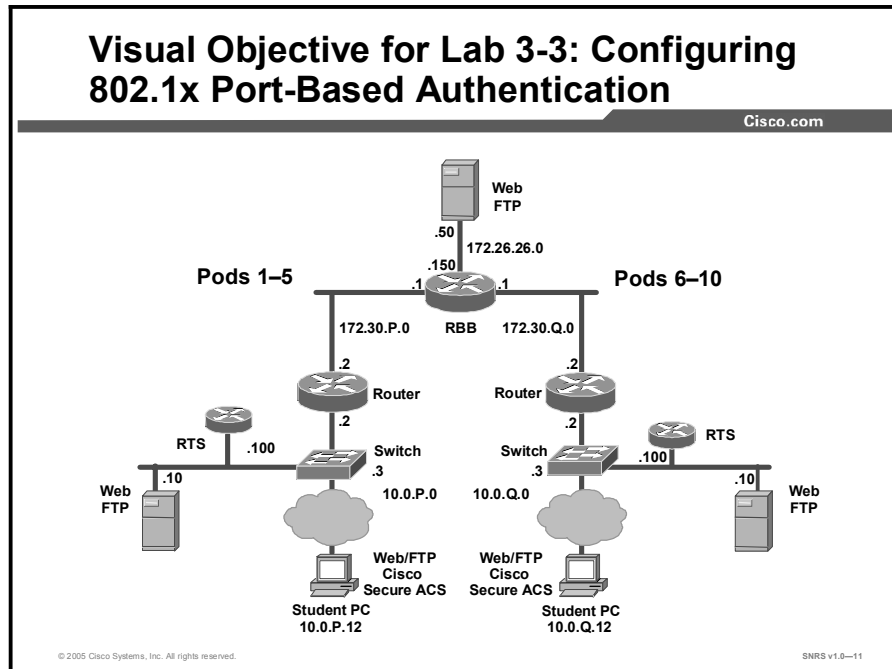 Visual Objective for Lab 3-3: Configuring
802.1x Port-Based Authentication
Cisco.com
Web
FTP
.50
172.26.26.0
.150
Pods 1–5
.1
.1
Pods 6–10
172.30.P.0
RBB
172.30.Q.0
.2
Router
.2
Router
.2
.2
RTS
.100
Switch
.3
Switch
.3
RTS
.100
.10
Web
FTP
10.0.P.0
10.0.Q.0
.10
Web
FTP
Web/FTP
Cisco
Secure ACS
Web/FTP
Cisco
Secure ACS
Student PC
10.0.P.12
Student PC
10.0.Q.12
© 2005 Cisco Systems, Inc. All rights reserved.
SNRS v1.0—11